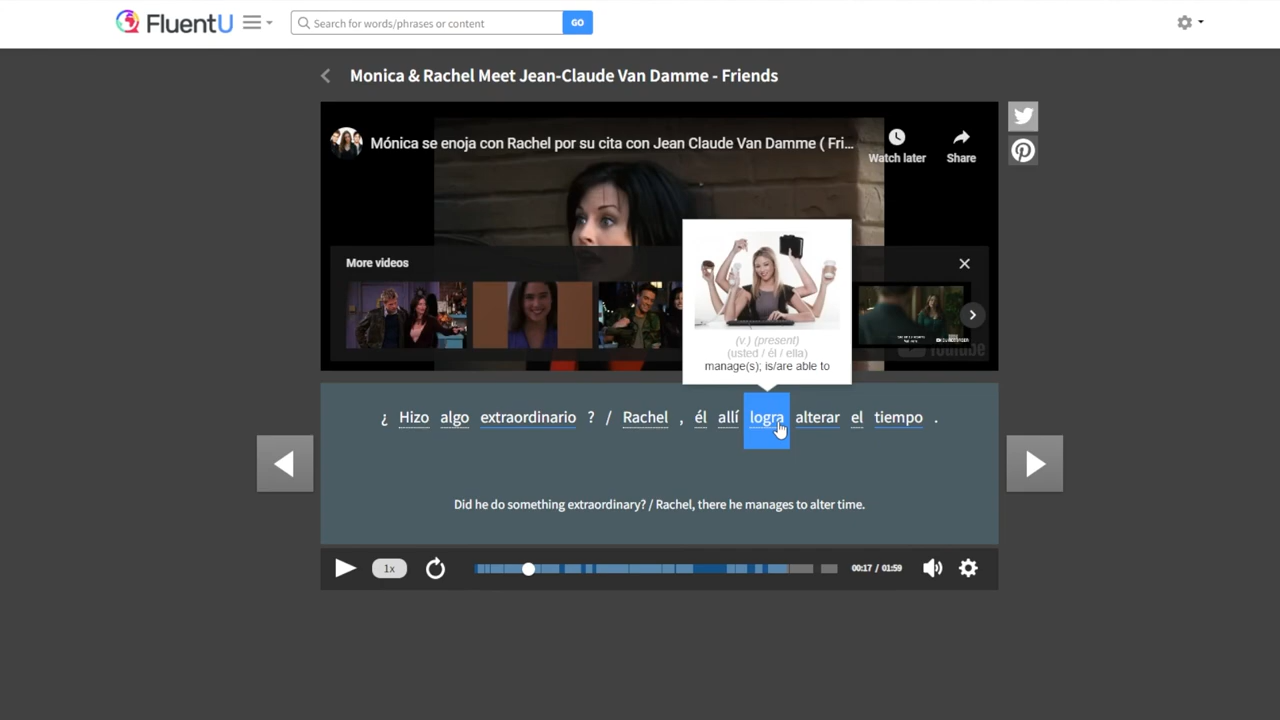 FluentU
Search for words/phrases or content
GO
Monica & Rachel Meet Jean-Claude Van Damme - Friends
Mónica se enoja con Rachel por su cita con Jean Claude Van Damme ( Fri...
Watch later
Share
More videos
(v.) (present)
(usted / él / ella)
manage(s); is/are able to
¿ Hizo algo extraordinario ? / Rachel , él allí logra alterar el tiempo .
Did he do something extraordinary? / Rachel, there he manages to alter time.
1x
00:17 / 01:59